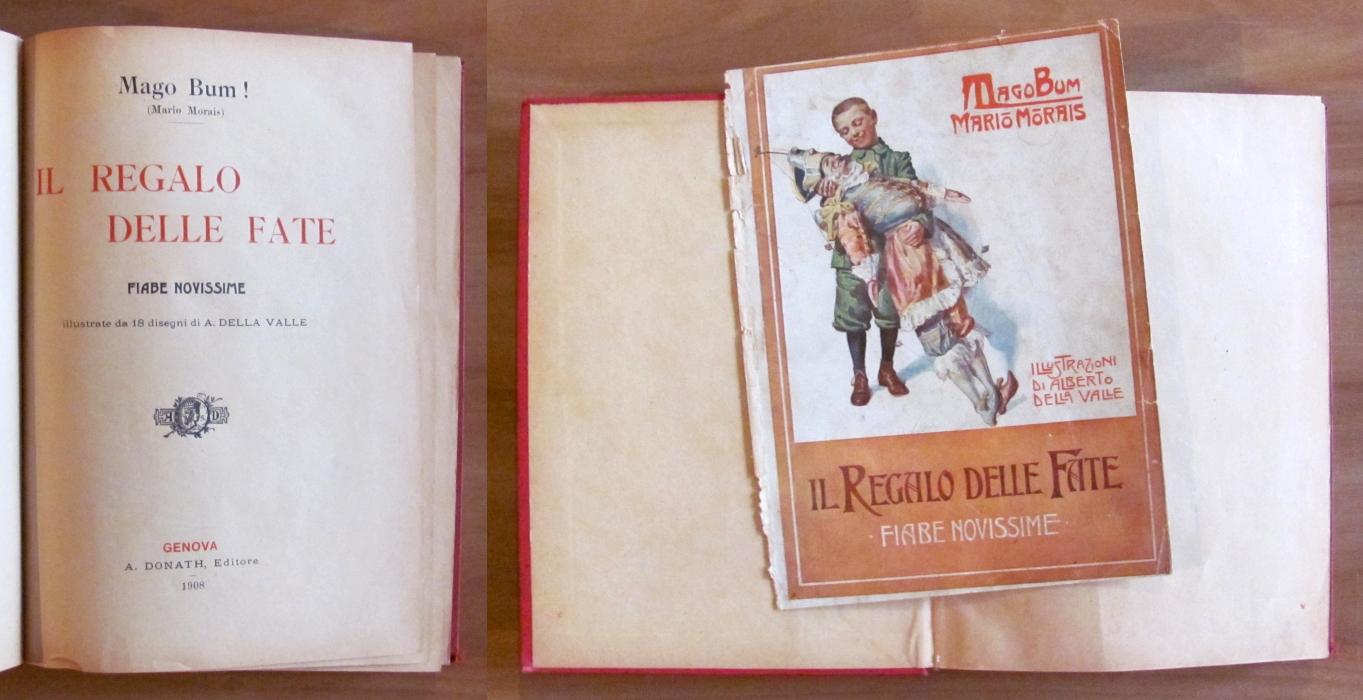 Mago Bum!
(Mario Morais)
IL REGALO
DELLE FATE
FIABE NOVISSIME
illustrate da 18 disegni di A. DELLA VALLE
A D
GENOVA
A. DONATH, Editore
1908
MAGO BUM
MARIO MORAIS
ILLUSTRAZIONI
DI ALBERTO
DELLA VALLE
IL REGALO DELLE FATE
· FIABE NOVISSIME ·